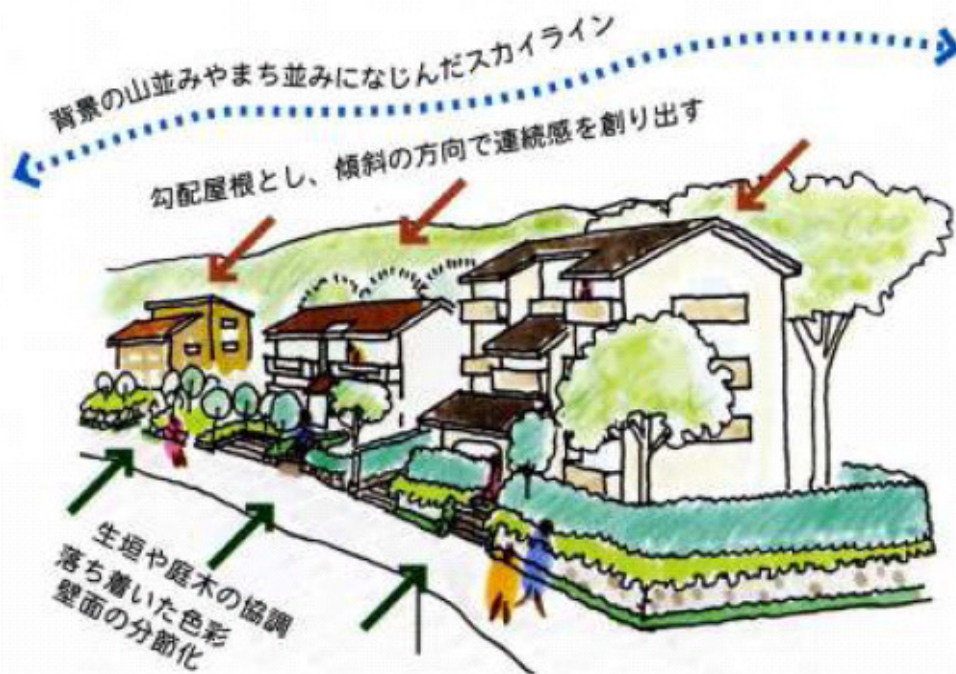 背景の山並みやまち並みになじんだスカイライン
勾配屋根とし、傾斜の方向で連続感を創り出す
生垣や庭木の協調
落ち着いた色彩
壁面の分節化